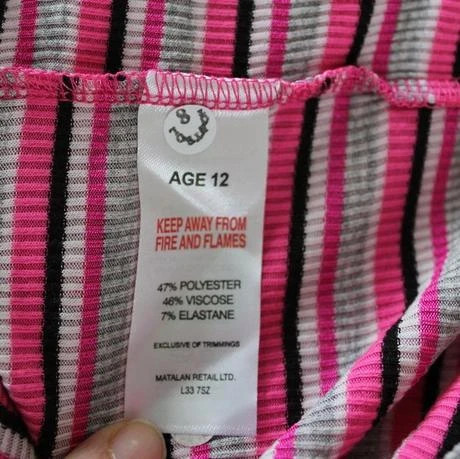 AGE 12
KEEP AWAY FROM
FIRE AND FLAMES
47% POLYESTER
46% VISCOSE
7% ELASTANE
EXCLUSIVE OF TRIMMINGS
MATALAN RETAIL LTD.
L33 7SZ